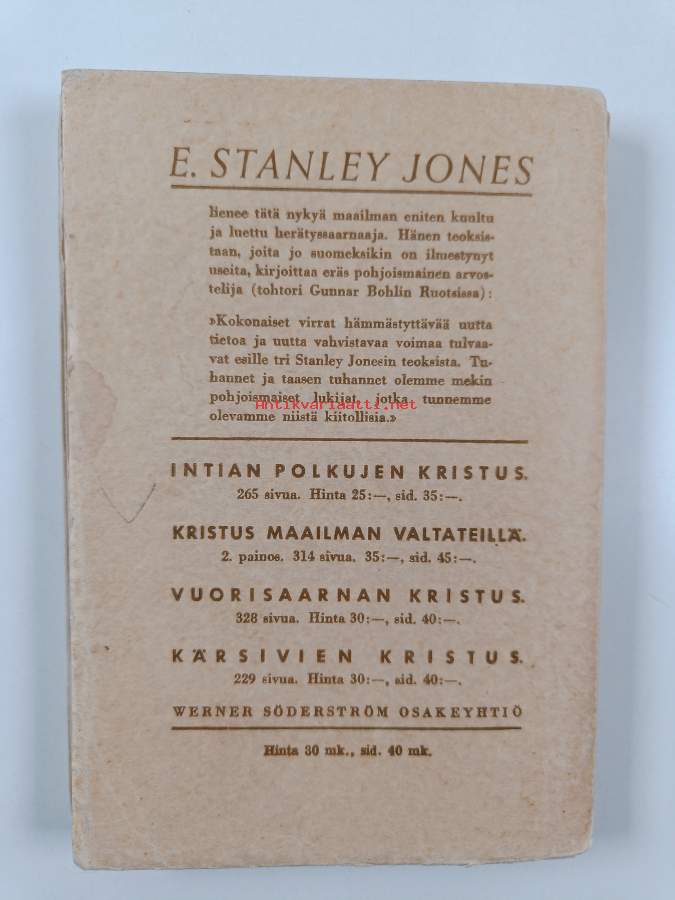 E. STANLEY JONES
lienee tätä nykyä maailman eniten kuultu
ja luettu herätyssaarnaaja. Hänen teoksis-
taan, joita jo suomeksikin on ilmestynyt
useita, kirjoittaa eräs pohjoismainen arvos-
telija (tohtori Gunnar Bohlin Ruotsissa):
»Kokonaiset virrat hämmästyttävää uutta
tietoa ja uutta vahvistavaa voimaa tulvaa-
vat esille tri Stanley Jonesin teoksista. Tu-
hannet ja taasen tuhannet olemme mekin
pohjoismaiset lukijat, jotka tunnemme
Antikvariaatti.net
olevamme niistä kiitollisia.»
INTIAN POLKUJEN KRISTUS.
265 sivua. Hinta 25:—, sid. 35:—.
KRISTUS MAAILMAN VALTATEILLÄ.
2. painos. 314 sivua. 35:—, sid. 45:—.
VUORISAARNAN KRISTUS.
328 sivua. Hinta 30:—, sid. 40:—.
KÄRSIVIEN KRISTUS.
229 sivua. Hinta 30:—, sid. 40:—.
WERNER SÖDERSTRÖM OSAKEYHTIÖ
Hinta 30 mk., sid. 40 mk.